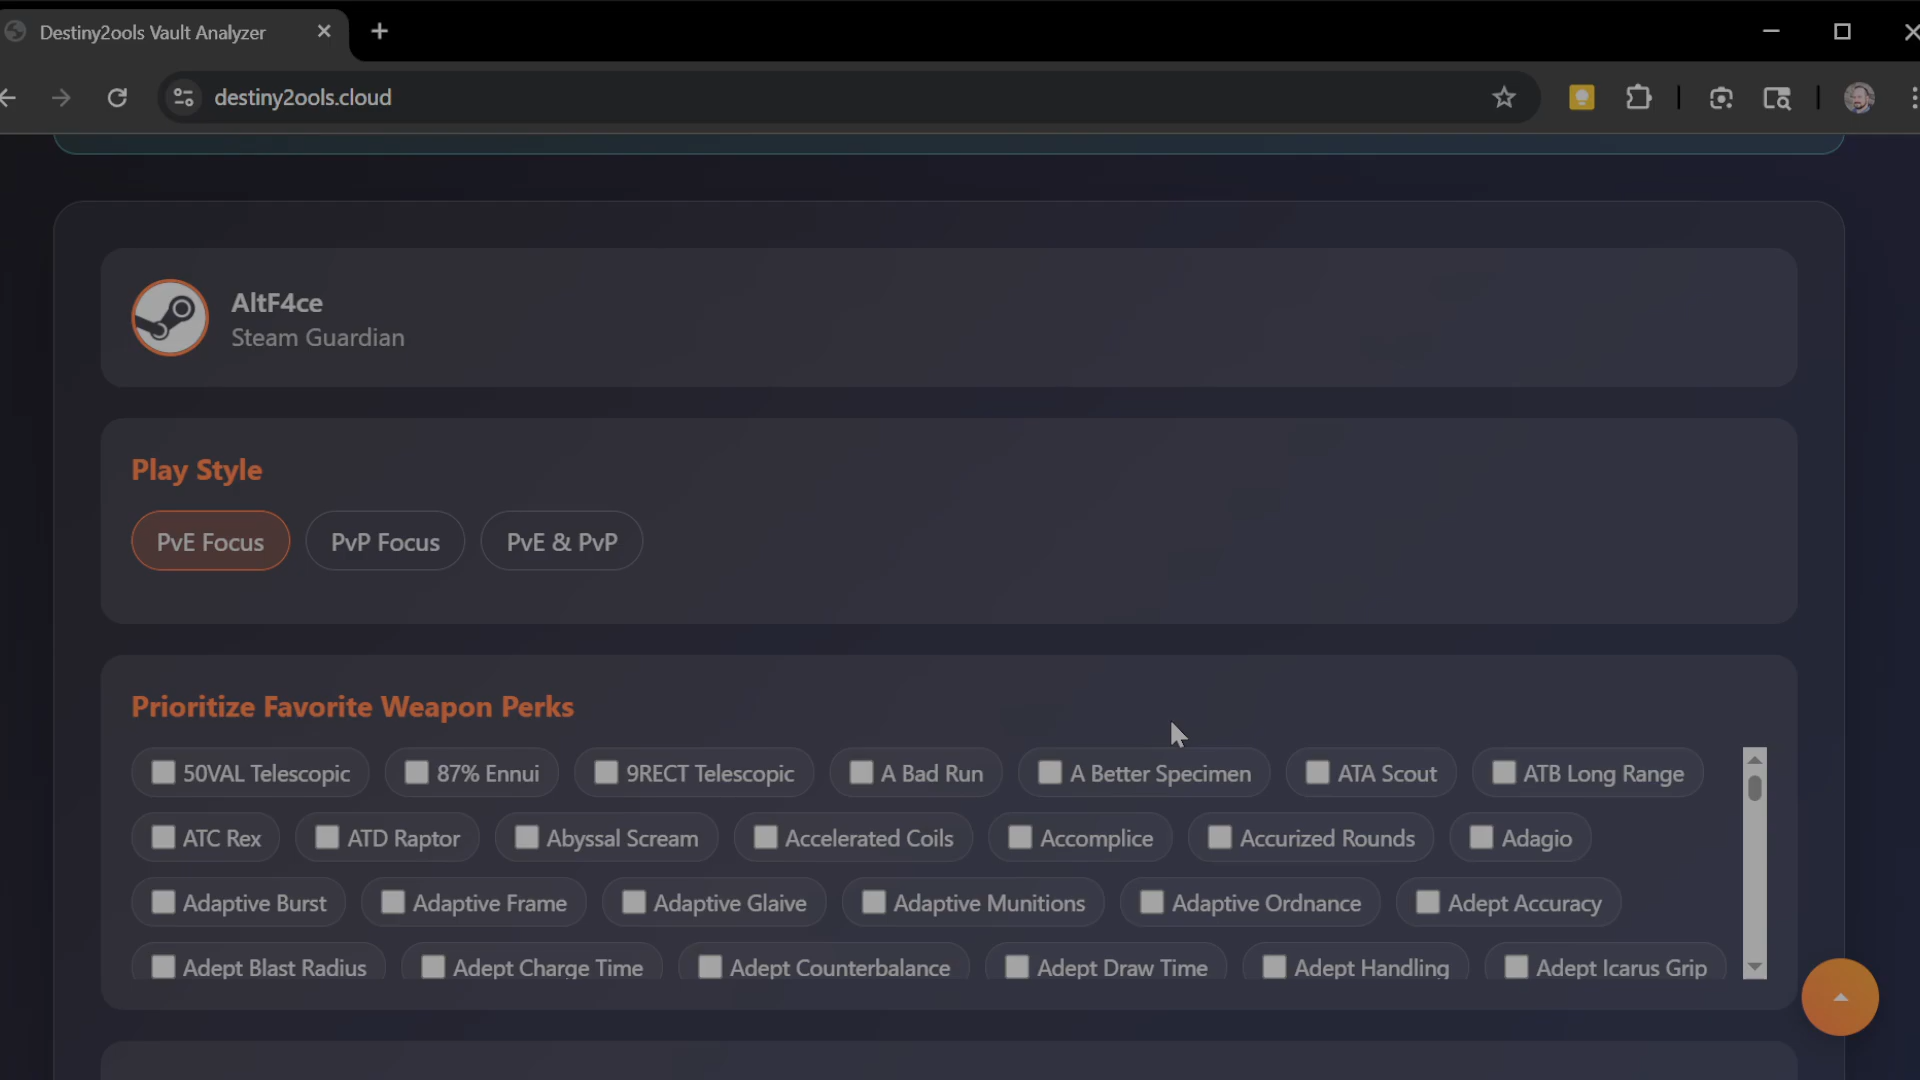 Destiny2ools Vault Analyzer
destiny2ools.cloud
AltF4ce
Steam Guardian
Play Style
PvE Focus PvP Focus PvE & PvP
Prioritize Favorite Weapon Perks
50VAL Telescopic 87% Ennui 9RECT Telescopic A Bad Run A Better Specimen ATA Scout ATB Long Range
ATC Rex ATD Raptor Abyssal Scream Accelerated Coils Accomplice Accurized Rounds Adagio
Adaptive Burst Adaptive Frame Adaptive Glaive Adaptive Munitions Adaptive Ordnance Adept Accuracy
Adept Blast Radius Adept Charge Time Adept Counterbalance Adept Draw Time Adept Handling Adept Icarus Grip